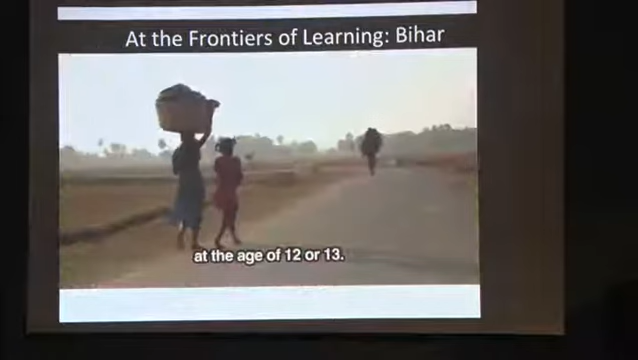 At the Frontiers of Learning: Bihar
at the age of 12 or 13.